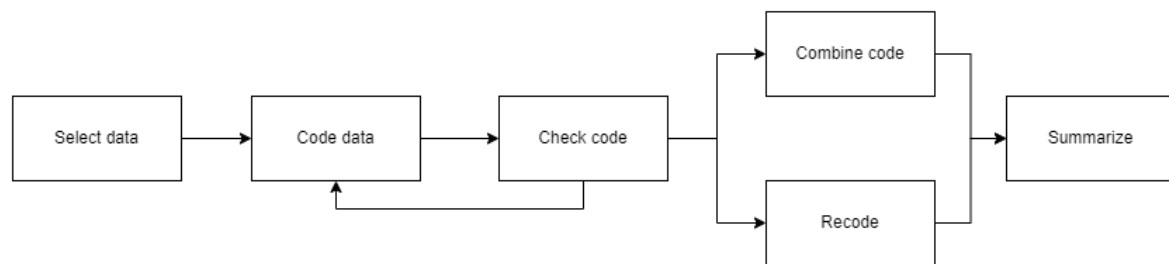 Select data
Code data
Check code
Combine code
Recode
Summarize